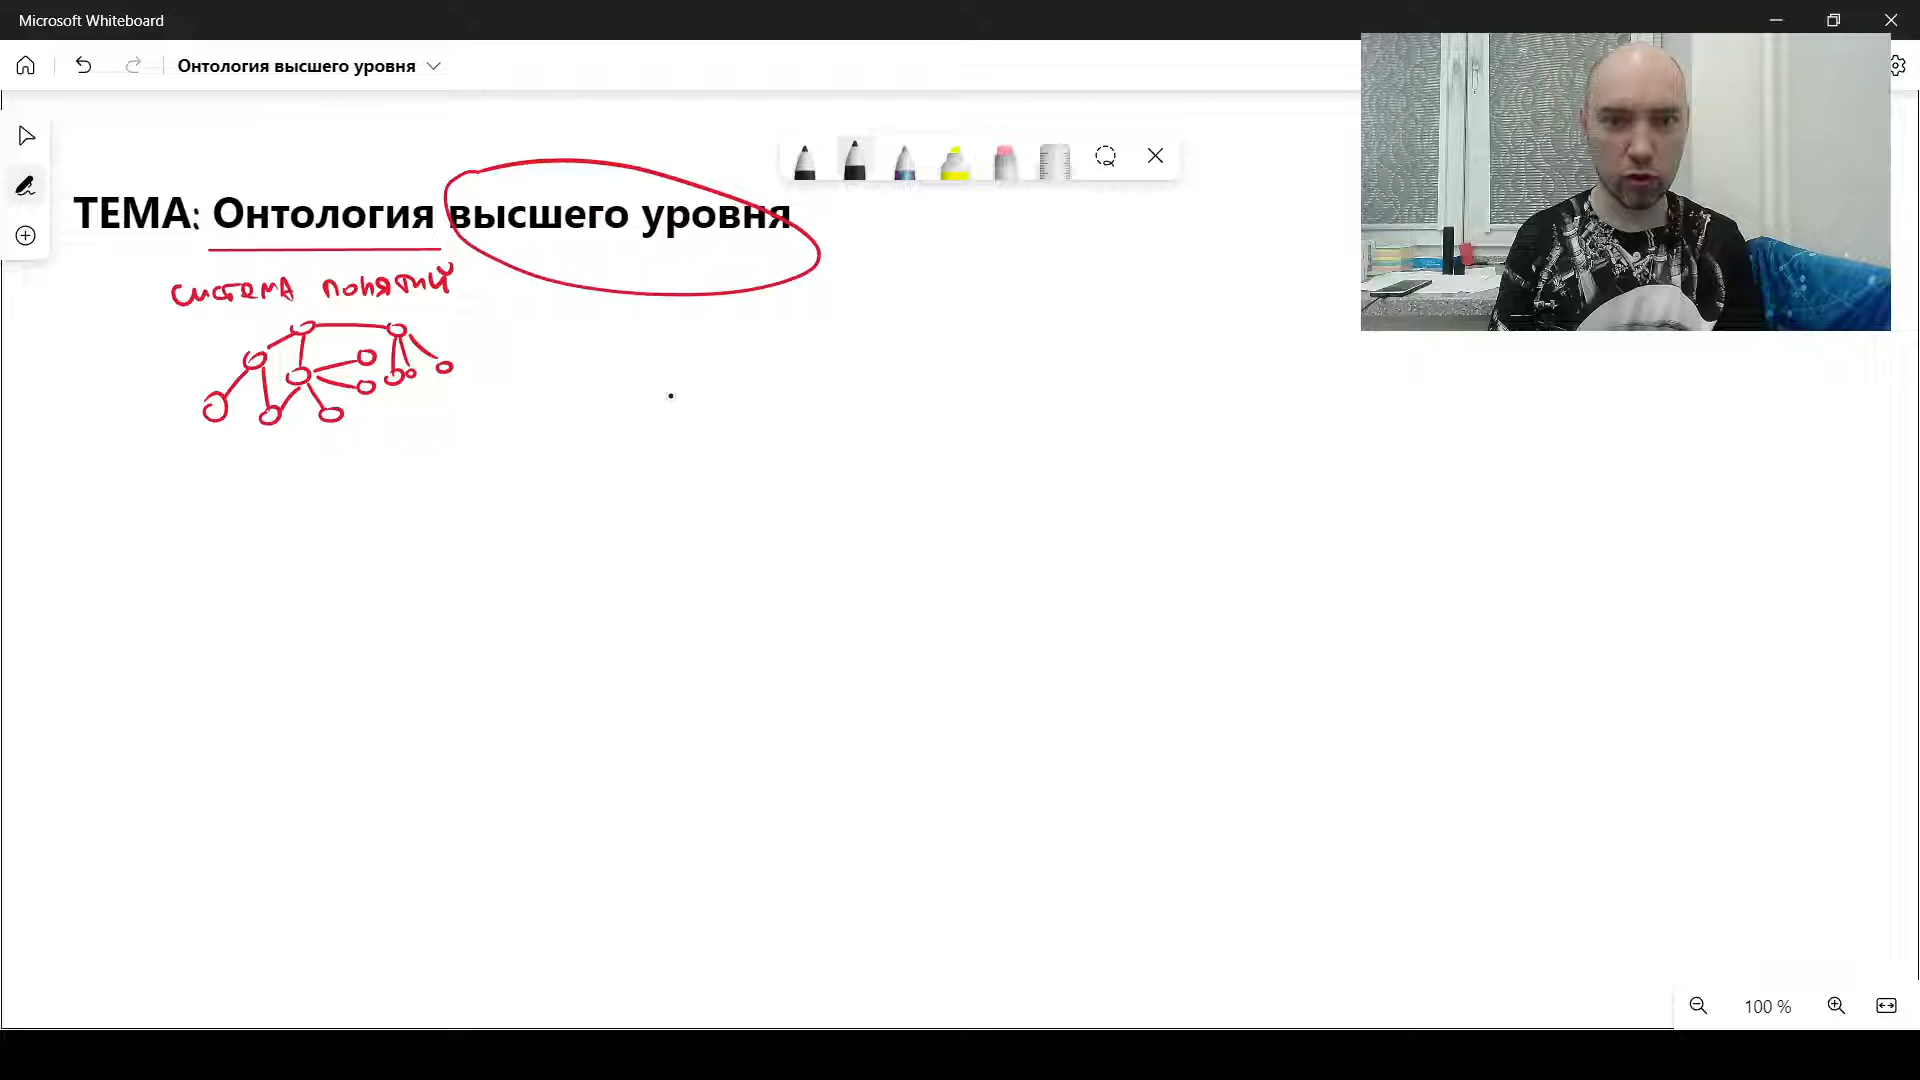 Microsoft Whiteboard
Онтология высшего уровня
ТЕМА: Онтология высшего уровня
система понятий
100 %